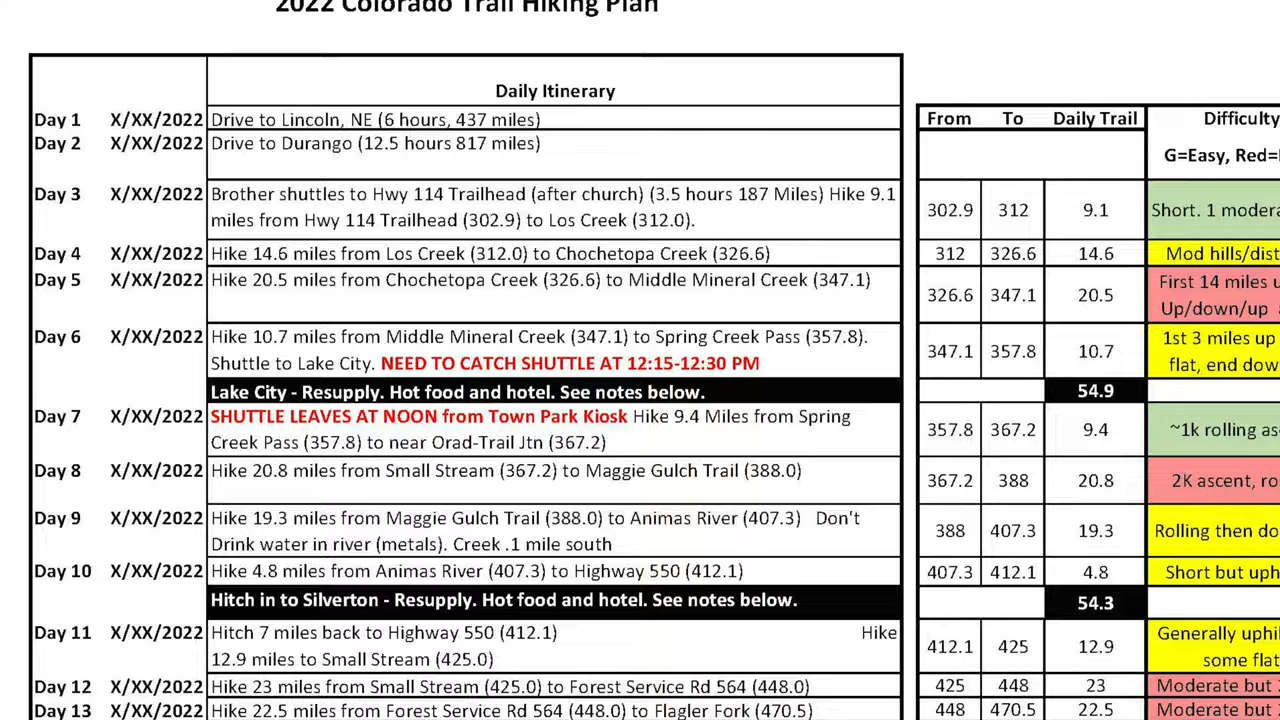 2022 Colorado Trail Hiking Plan
Daily Itinerary
Day 1 X/XX/2022 Drive to Lincoln, NE (6 hours, 437 miles)
From To Daily Trail Difficulty
G=Easy, Red=
Day 2 X/XX/2022 Drive to Durango (12.5 hours 817 miles)
Day 3 X/XX/2022 Brother shuttles to Hwy 114 Trailhead (after church) (3.5 hours 187 Miles) Hike 9.1
miles from Hwy 114 Trailhead (302.9) to Los Creek (312.0).
302.9 312 9.1 Short. 1 modera
Day 4 X/XX/2022 Hike 14.6 miles from Los Creek (312.0) to Chochetopa Creek (326.6)
312 326.6 14.6 Mod hills/dist
Day 5 X/XX/2022 Hike 20.5 miles from Chochetopa Creek (326.6) to Middle Mineral Creek (347.1)
326.6 347.1 20.5 First 14 miles u
Up/down/up
Day 6 X/XX/2022 Hike 10.7 miles from Middle Mineral Creek (347.1) to Spring Creek Pass (357.8).
Shuttle to Lake City. NEED TO CATCH SHUTTLE AT 12:15-12:30 PM
347.1 357.8 10.7 1st 3 miles up
flat, end dow
Lake City - Resupply. Hot food and hotel. See notes below.
54.9
Day 7 X/XX/2022 SHUTTLE LEAVES AT NOON from Town Park Kiosk Hike 9.4 Miles from Spring
Creek Pass (357.8) to near Orad-Trail Jtn (367.2)
357.8 367.2 9.4 ~1k rolling as
Day 8 X/XX/2022 Hike 20.8 miles from Small Stream (367.2) to Maggie Gulch Trail (388.0)
367.2 388 20.8 2K ascent, ro
Day 9 X/XX/2022 Hike 19.3 miles from Maggie Gulch Trail (388.0) to Animas River (407.3) Don't
Drink water in river (metals). Creek .1 mile south
388 407.3 19.3 Rolling then do
Day 10 X/XX/2022 Hike 4.8 miles from Animas River (407.3) to Highway 550 (412.1)
407.3 412.1 4.8 Short but uph
Hitch in to Silverton - Resupply. Hot food and hotel. See notes below.
54.3
Day 11 X/XX/2022 Hitch 7 miles back to Highway 550 (412.1) Hike
12.9 miles to Small Stream (425.0)
412.1 425 12.9 Generally uphi
some flat
Day 12 X/XX/2022 Hike 23 miles from Small Stream (425.0) to Forest Service Rd 564 (448.0)
425 448 23 Moderate but
Day 13 X/XX/2022 Hike 22.5 miles from Forest Service Rd 564 (448.0) to Flagler Fork (470.5)
448 470.5 22.5 Moderate but